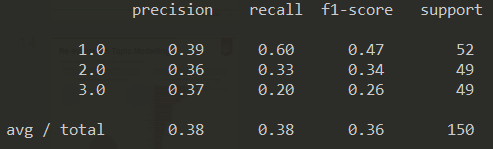 precision recall f1-score support
1.0 0.39 0.60 0.47 52
2.0 0.36 0.33 0.34 49
3.0 0.37 0.20 0.26 49
avg / total 0.38 0.38 0.36 150